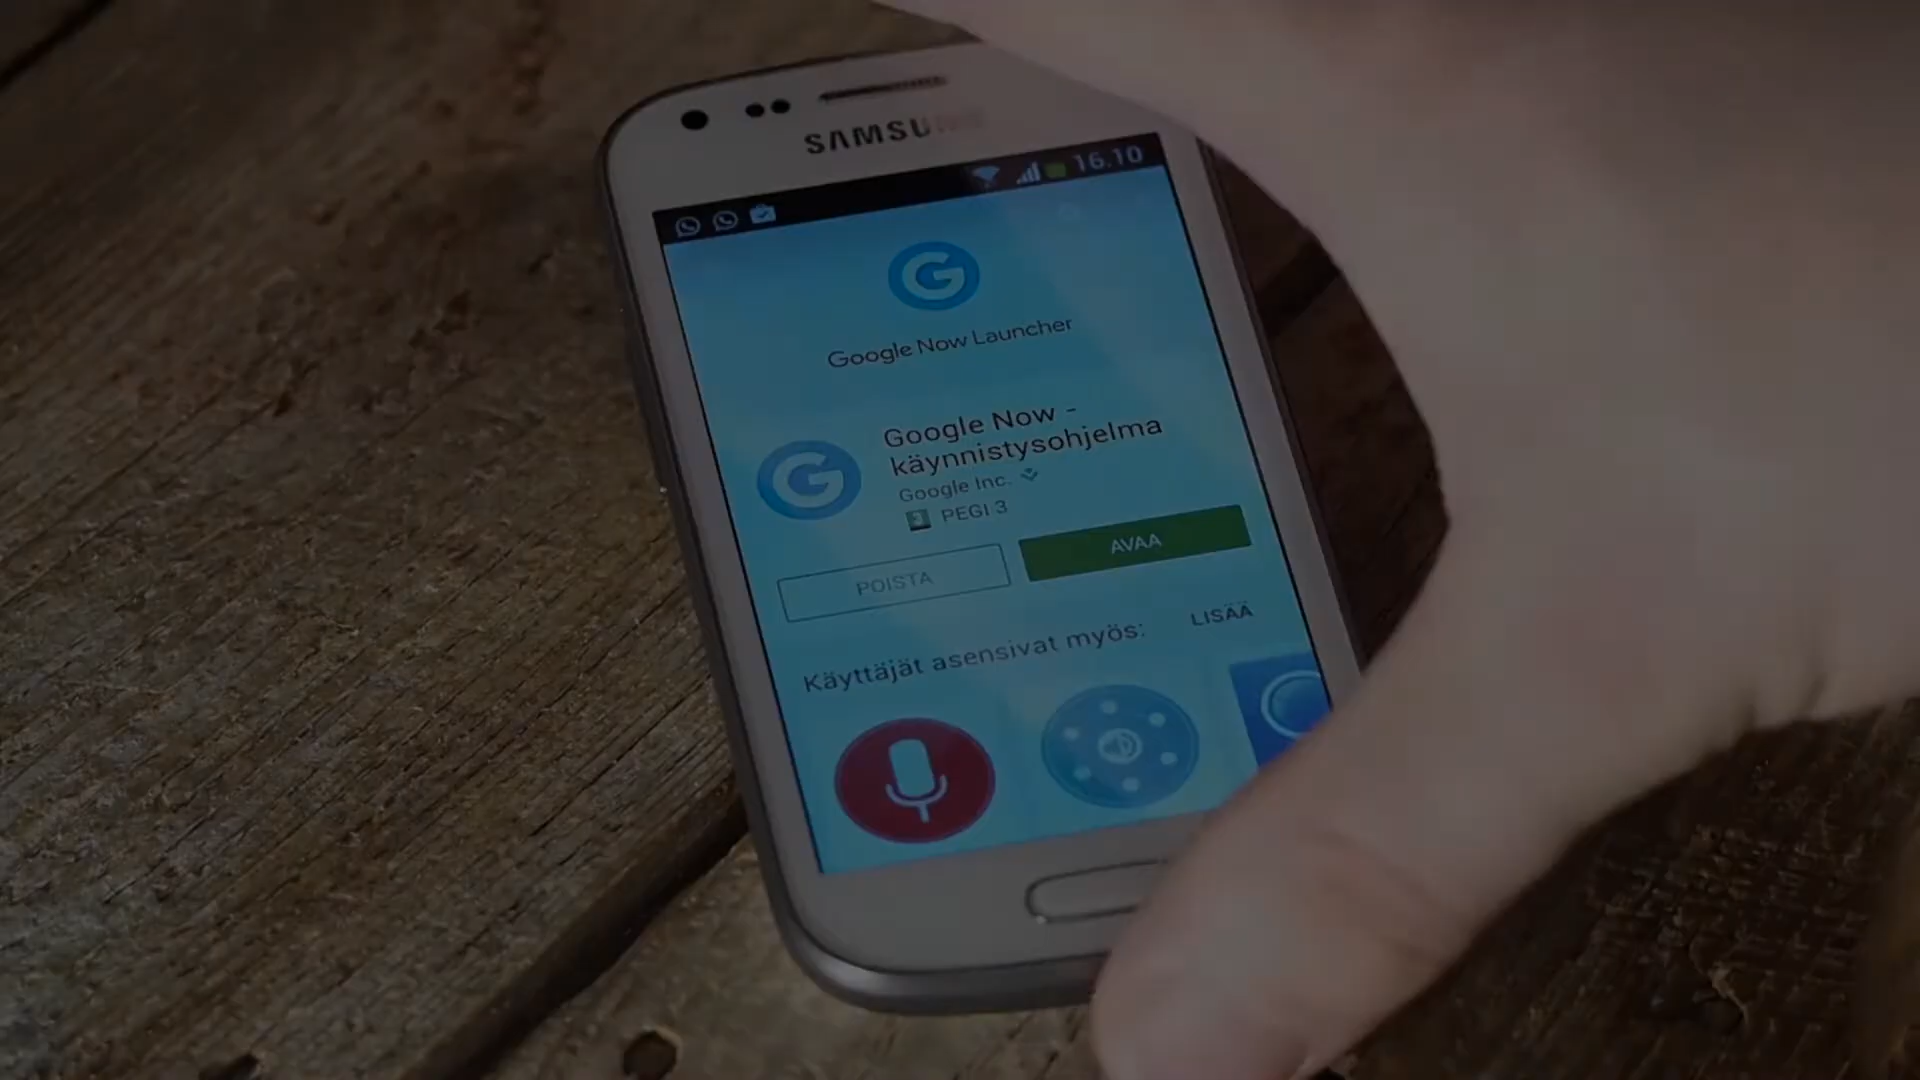 SAMSUNG
16.10
Google Now Launcher
Google Now -
käynnistysohjelma
Google Inc.
3 PEGI 3
POISTA
AVAA
Käyttäjät asensivat myös:
LISÄÄ